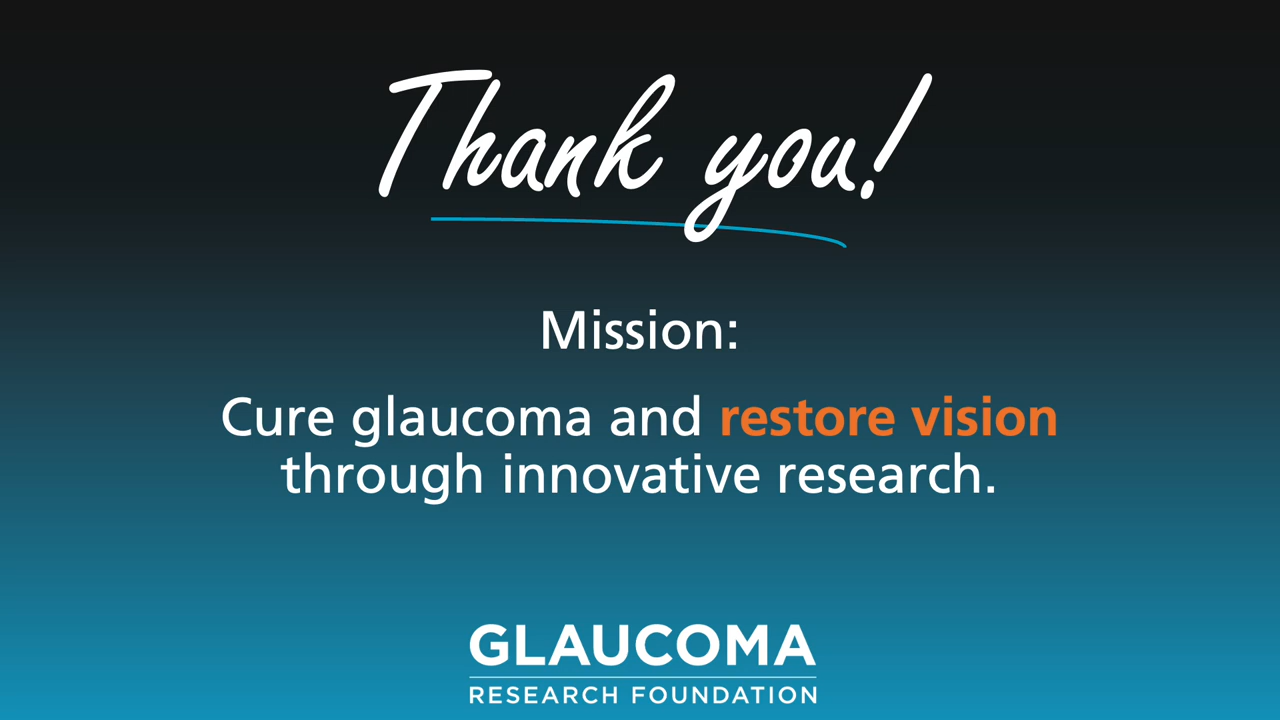 Thank you!
Mission:
Cure glaucoma and restore vision
through innovative research.
GLAUCOMA
RESEARCH FOUNDATION